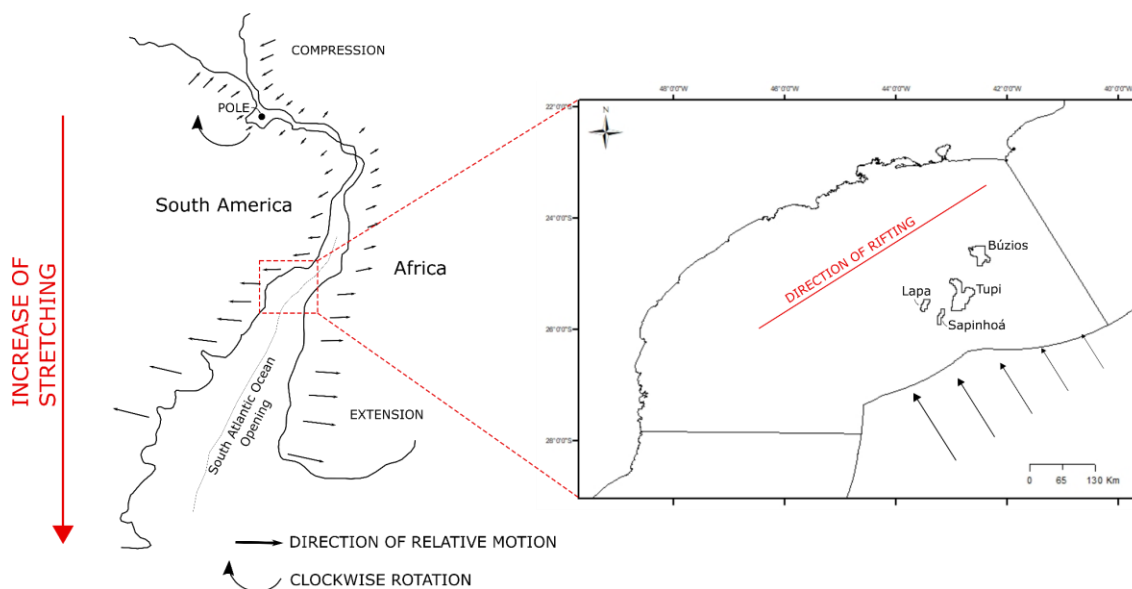 COMPRESSION
POLE
South America
Africa
INCREASE OF
STRETCHING
South Atlantic Ocean
Opening
EXTENSION
DIRECTION OF RELATIVE MOTION
CLOCKWISE ROTATION
48°0'0"W
46°0'0"W
44°0'0"W
42°0'0"W
40°0'0"W
22°0'0"S
24°0'0"S
26°0'0"S
28°0'0"S
N
DIRECTION OF RIFTING
Búzios
Lapa
Tupi
Sapinhoá
0 65 130 Km